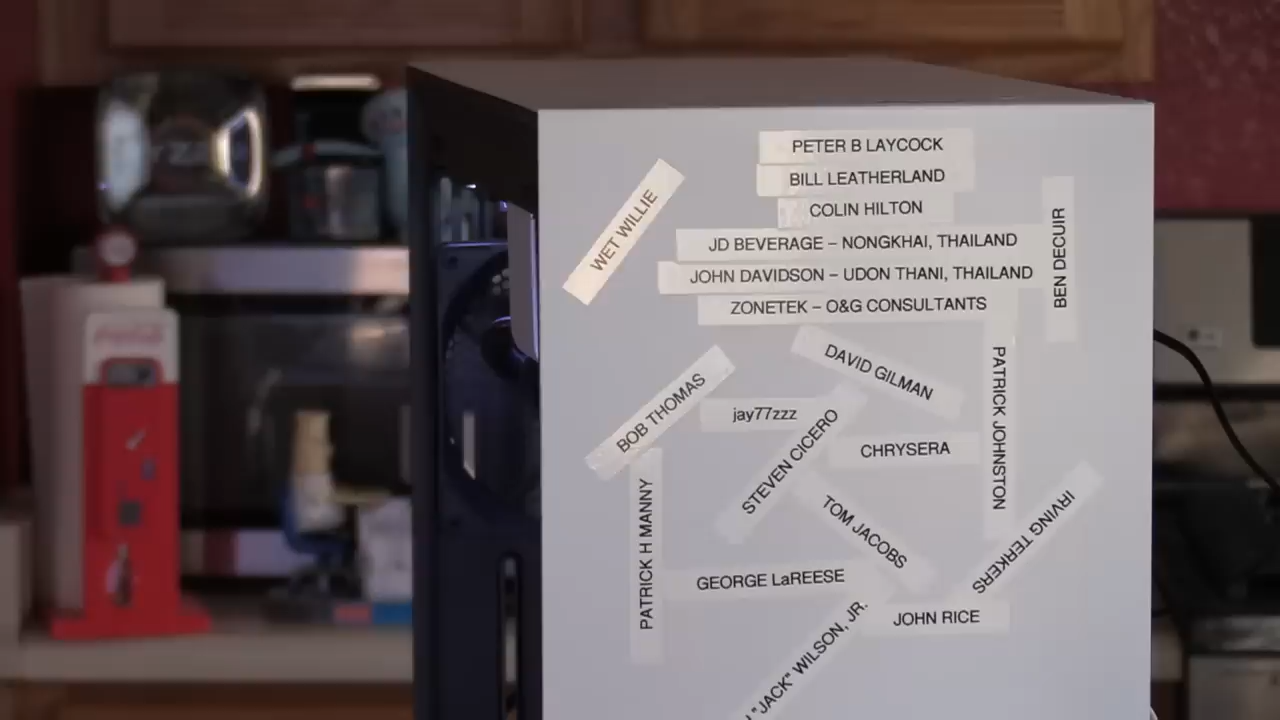 PETER B LAYCOCK
BILL LEATHERLAND
WET WILLIE
COLIN HILTON
JD BEVERAGE – NONGKHAI, THAILAND
BEN DECUIR
JOHN DAVIDSON – UDON THANI, THAILAND
ZONETEK – O&G CONSULTANTS
DAVID GILMAN
BOB THOMAS
jay77zzz
PATRICK JOHNSTON
STEVEN CICERO
CHRYSERA
PATRICK H MANNY
TOM JACOBS
IRVING TERKERS
GEORGE LaREESE
JOHN RICE
"JACK" WILSON, JR.